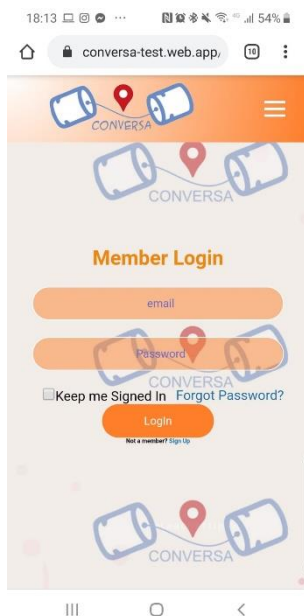 18:13 54%
conversa-test.web.app/ 10
CONVERSA
CONVERSA
Member Login
email
Password
CONVERSA
Keep me Signed In Forgot Password?
LogIn
Not a member? Sign Up
CONVERSA